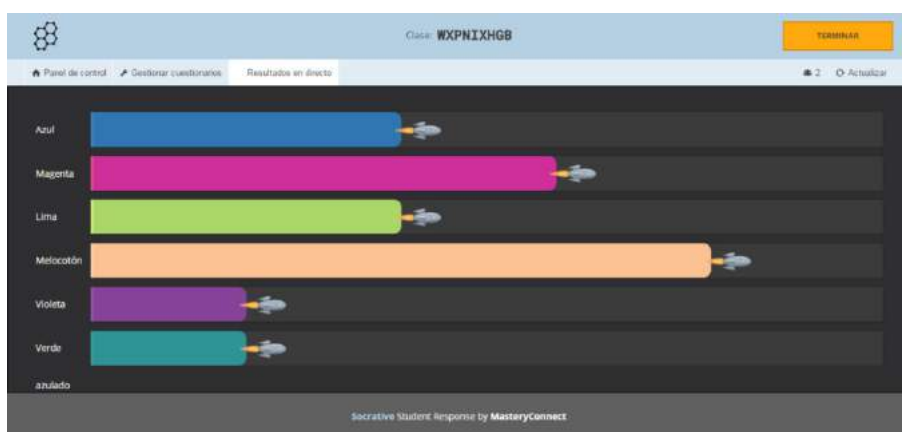 Clase: WXPNIXHGB
TERMINAR
Panel de control Gestionar cuestionarios Resultados en directo 2 Actualizar
Azul
Magenta
Lima
Melocotón
Violeta
Verde
azulado
Socrative Student Response by MasteryConnect